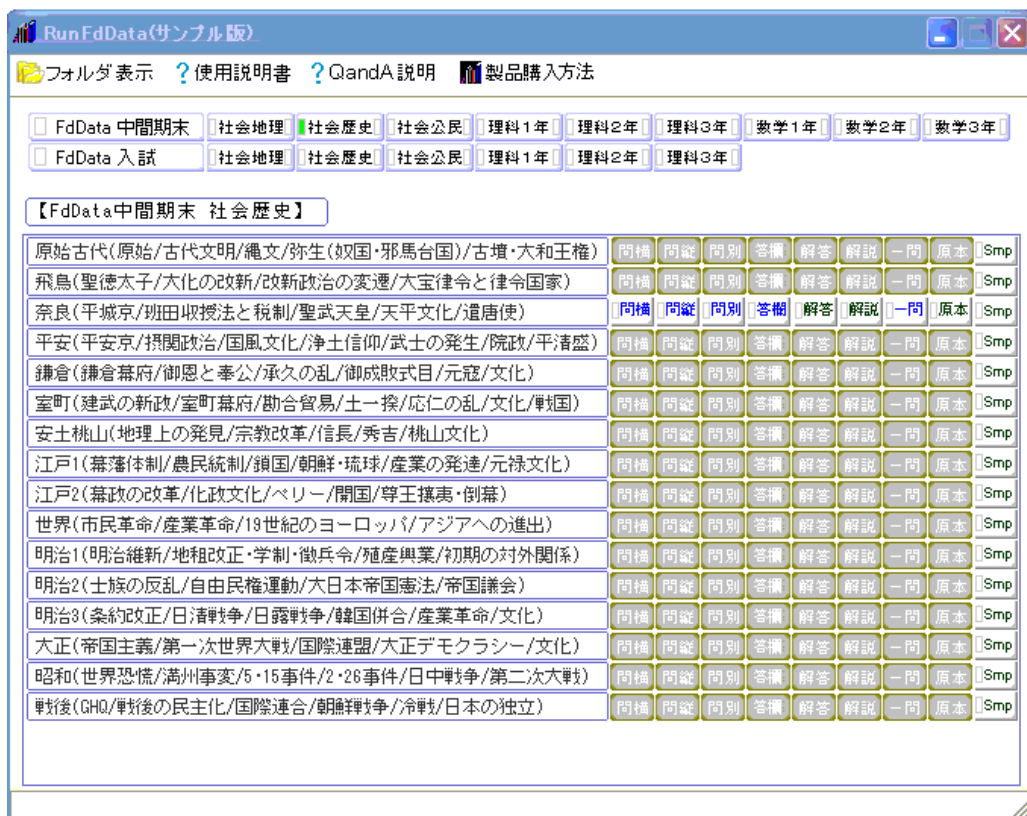 RunFdData(サンプル版)
フォルダ表示 ?使用説明書 ?QandA説明 製品購入方法
FdData 中間期末 社会地理 社会歴史 社会公民 理科1年 理科2年 理科3年 数学1年 数学2年 数学3年
FdData 入試 社会地理 社会歴史 社会公民 理科1年 理科2年 理科3年
【FdData中間期末 社会歴史】
原始古代(原始/古代文明/縄文/弥生(奴国・邪馬台国)/古墳・大和王権) 問横 問縦 問別 答欄 解答 解説 一問 原本 Smp
飛鳥(聖徳太子/大化の改新/改新政治の変遷/大宝律令と律令国家) 問横 問縦 問別 答欄 解答 解説 一問 原本 Smp
奈良(平城京/班田収授法と税制/聖武天皇/天平文化/遣唐使) 問横 問縦 問別 答欄 解答 解説 一問 原本 Smp
平安(平安京/摂関政治/国風文化/浄土信仰/武士の発生/院政/平清盛) 問横 問縦 問別 答欄 解答 解説 一問 原本 Smp
鎌倉(鎌倉幕府/御恩と奉公/承久の乱/御成敗式目/元寇/文化) 問横 問縦 問別 答欄 解答 解説 一問 原本 Smp
室町(建武の新政/室町幕府/勘合貿易/土一揆/応仁の乱/文化/戦国) 問横 問縦 問別 答欄 解答 解説 一問 原本 Smp
安土桃山(地理上の発見/宗教改革/信長/秀吉/桃山文化) 問横 問縦 問別 答欄 解答 解説 一問 原本 Smp
江戸1(幕藩体制/農民統制/鎖国/朝鮮・琉球/産業の発達/元禄文化) 問横 問縦 問別 答欄 解答 解説 一問 原本 Smp
江戸2(幕政の改革/化政文化/ペリー/開国/尊王攘夷・倒幕) 問横 問縦 問別 答欄 解答 解説 一問 原本 Smp
世界(市民革命/産業革命/19世紀のヨーロッパ/アジアへの進出) 問横 問縦 問別 答欄 解答 解説 一問 原本 Smp
明治1(明治維新/地租改正・学制・徴兵令/殖産興業/初期の対外関係) 問横 問縦 問別 答欄 解答 解説 一問 原本 Smp
明治2(士族の反乱/自由民権運動/大日本帝国憲法/帝国議会) 問横 問縦 問別 答欄 解答 解説 一問 原本 Smp
明治3(条約改正/日清戦争/日露戦争/韓国併合/産業革命/文化) 問横 問縦 問別 答欄 解答 解説 一問 原本 Smp
大正(帝国主義/第一次世界大戦/国際連盟/大正デモクラシー/文化) 問横 問縦 問別 答欄 解答 解説 一問 原本 Smp
昭和(世界恐慌/満州事変/5・15事件/2・26事件/日中戦争/第二次大戦) 問横 問縦 問別 答欄 解答 解説 一問 原本 Smp
戦後(GHQ/戦後の民主化/国際連合/朝鮮戦争/冷戦/日本の独立) 問横 問縦 問別 答欄 解答 解説 一問 原本 Smp